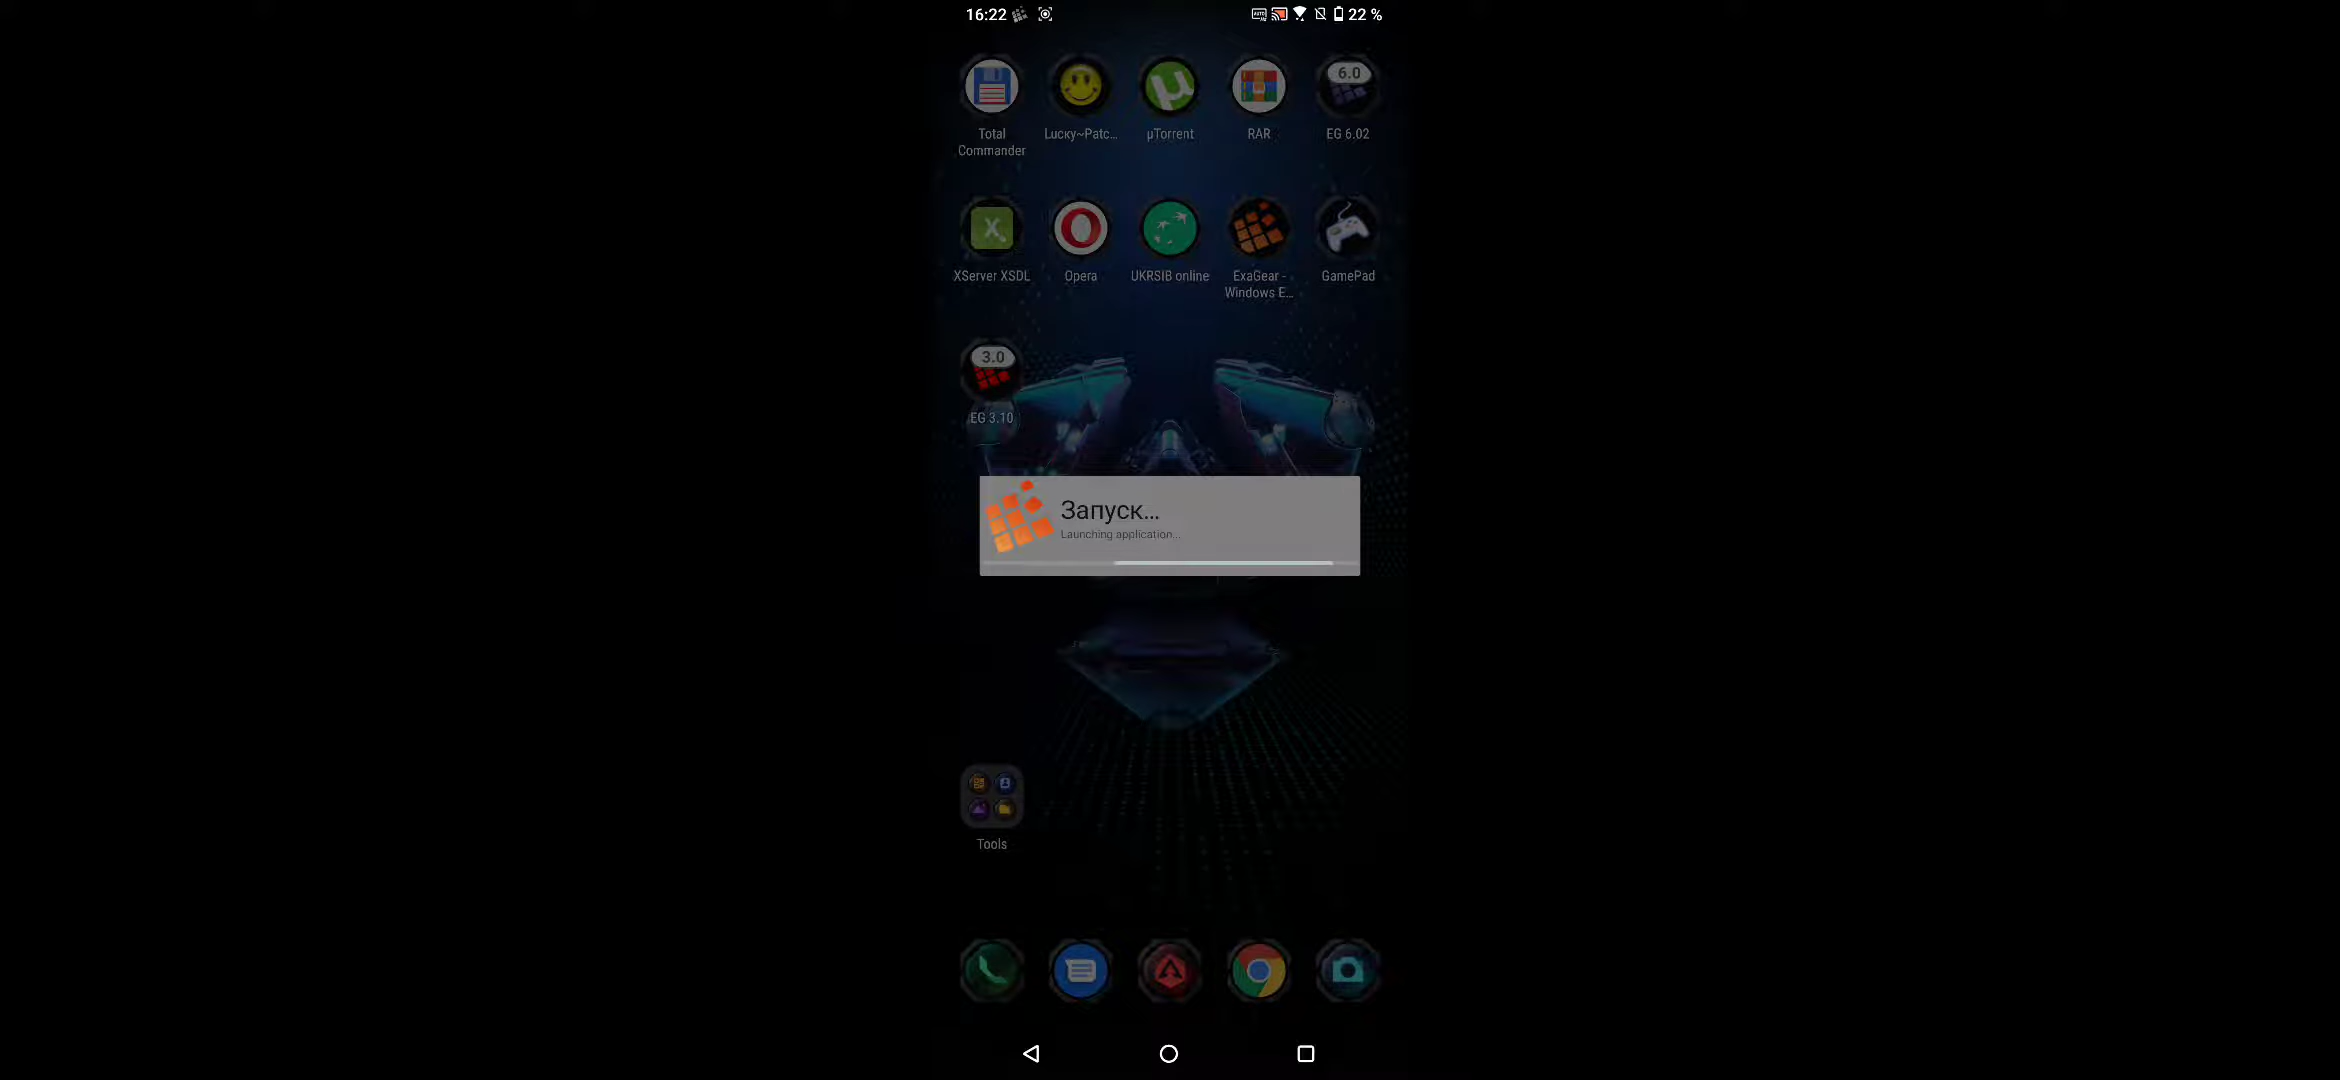 16:22 22 %
6.0
Total Commander
Lucky~Patc...
µTorrent
RAR
EG 6.02
XServer XSDL
Opera
UKRSIB online
ExaGear - Windows E...
GamePad
3.0
EG 3.10
Запуск...
Launching application...
Tools